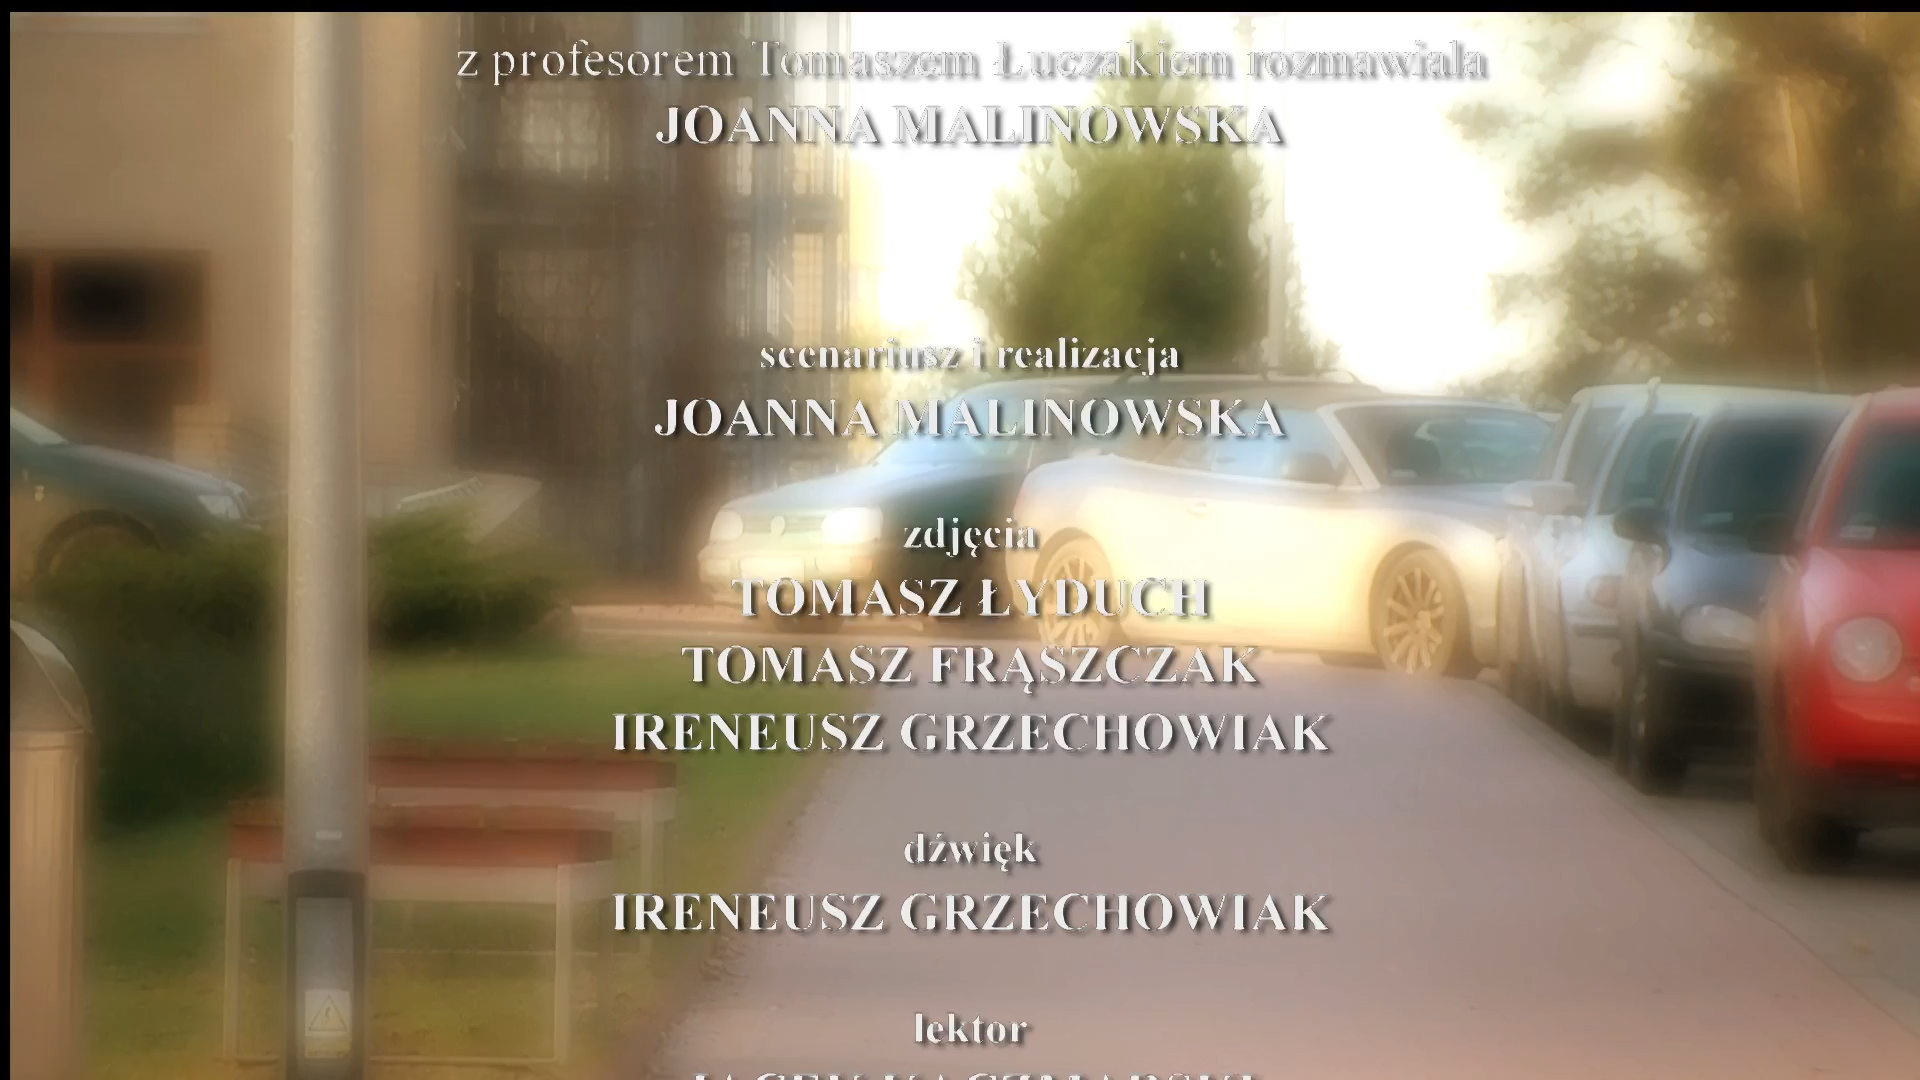 z profesorem Tomaszem Łuczakiem rozmawiała
JOANNA MALINOWSKA
scenariusz i realizacja
JOANNA MALINOWSKA
zdjęcia
TOMASZ ŁYDUCH
TOMASZ FRĄSZCZAK
IRENEUSZ GRZECHOWIAK
dźwięk
IRENEUSZ GRZECHOWIAK
lektor